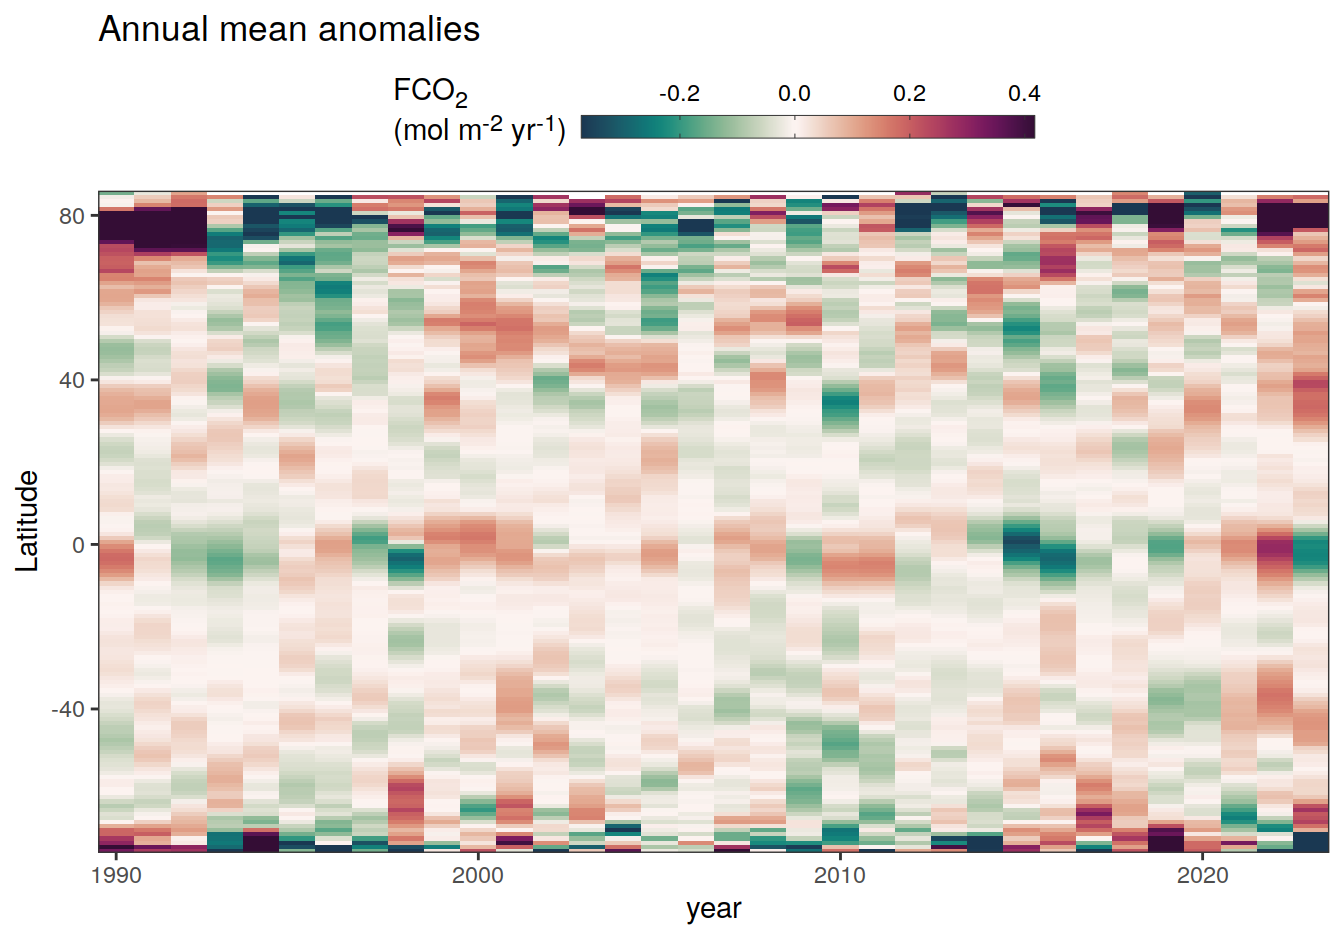 Annual mean anomalies
FCO₂
(mol m⁻² yr⁻¹)
-0.2 0.0 0.2 0.4
80
40
0
-40
Latitude
1990 2000 2010 2020
year